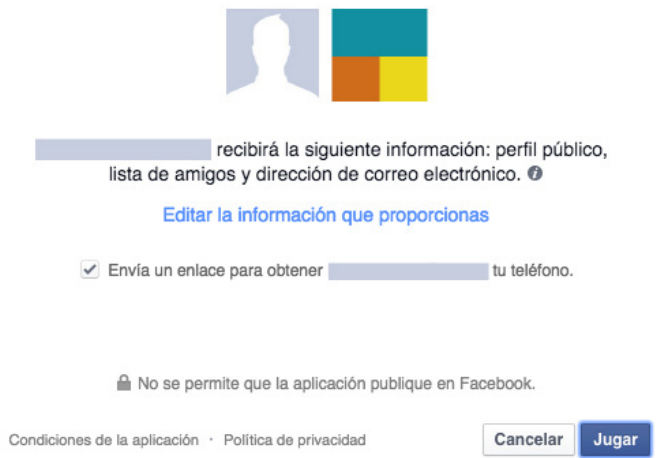 recibirá la siguiente información: perfil público,
lista de amigos y dirección de correo electrónico.
Editar la información que proporcionas
Envía un enlace para obtener tu teléfono.
No se permite que la aplicación publique en Facebook.
Condiciones de la aplicación · Política de privacidad Cancelar Jugar